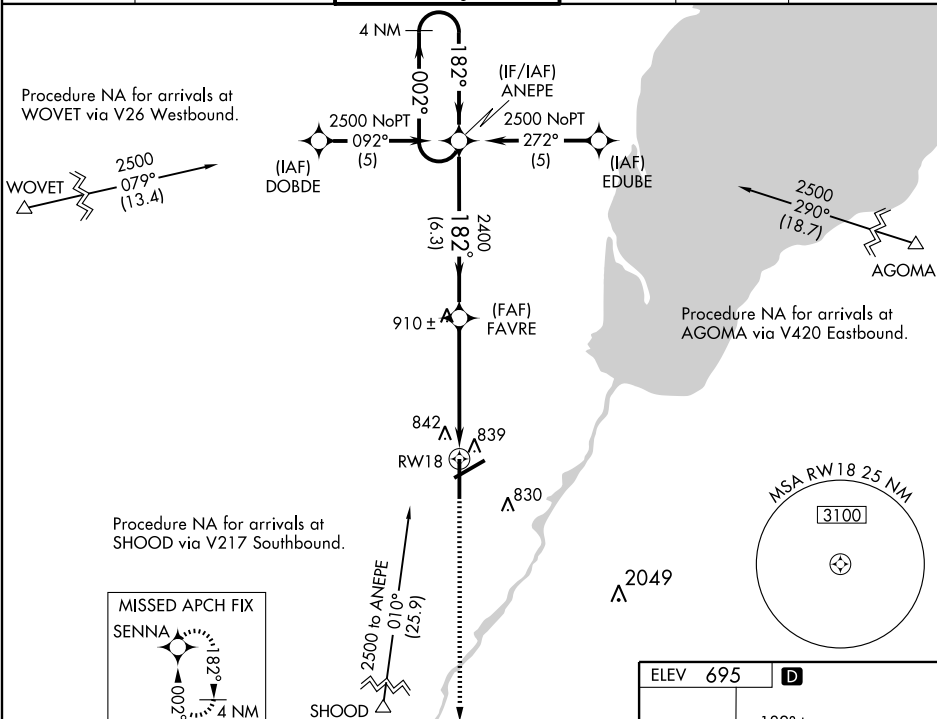 4 NM
182°
002°
(IF/IAF)
ANEPE
Procedure NA for arrivals at
WOVET via V26 Westbound.
2500 NoPT
092°
(5)
2500 NoPT
272°
(5)
(IAF)
DOBDE
(IAF)
EDUBE
WOVET
2500
079°
(13.4)
2500
290°
(18.7)
AGOMA
2400
182°
(6.3)
910 ±
(FAF)
FAVRE
Procedure NA for arrivals at
AGOMA via V420 Eastbound.
842
839
RW18
830
MSA RW18 25 NM
3100
Procedure NA for arrivals at
SHOOD via V217 Southbound.
2500 to ANEPE
010°
(25.9)
SHOOD
2049
MISSED APCH FIX
SENNA
182°
002°
4 NM
ELEV 695
D